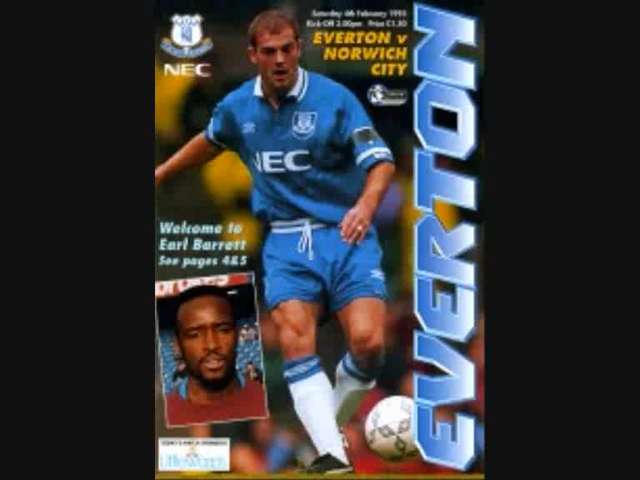 Saturday 4th February 1995
Kick-Off 3.00pm Price £1.50
EVERTON v
NORWICH
CITY
NEC
NEC
EVERTON
Welcome to
Earl Barrett
See pages 4&5
Littlewoods